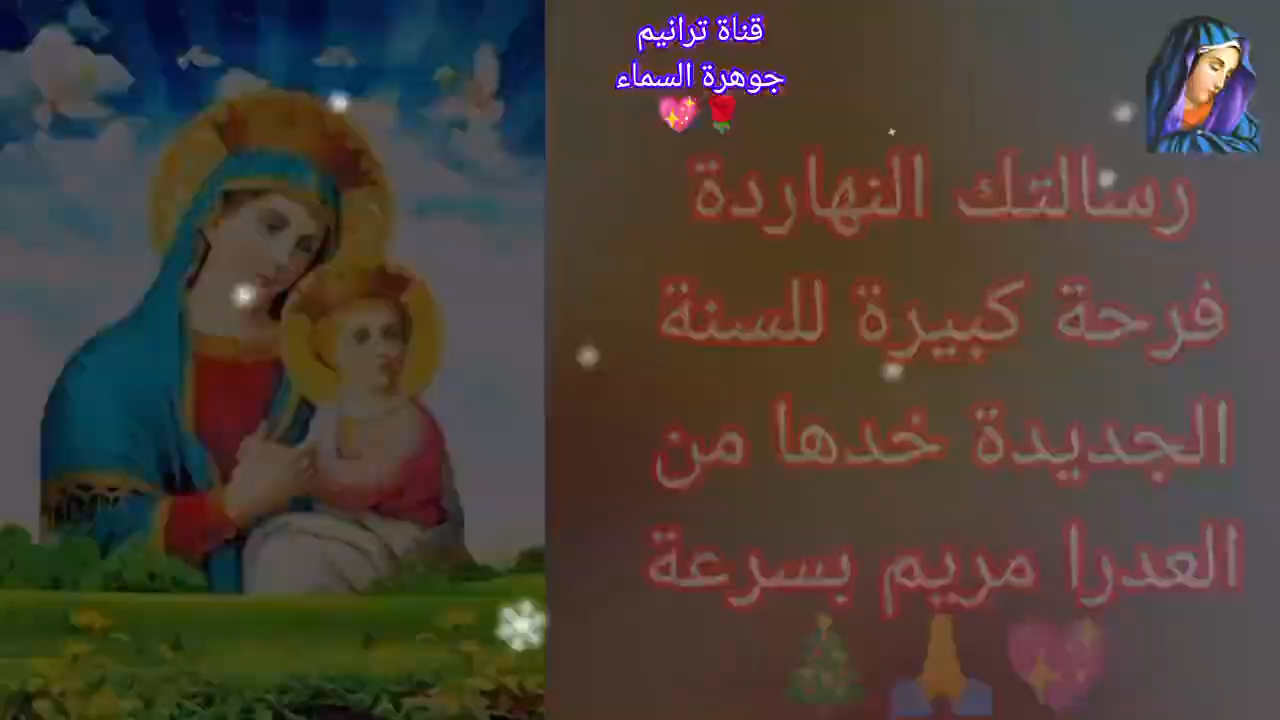 قناة ترانيم
جوهرة السماء
💖🌹
رسالتك النهاردة
فرحة كبيرة للسنة
الجديدة خدها من
العدرا مريم بسرعة
🎄🙏💖